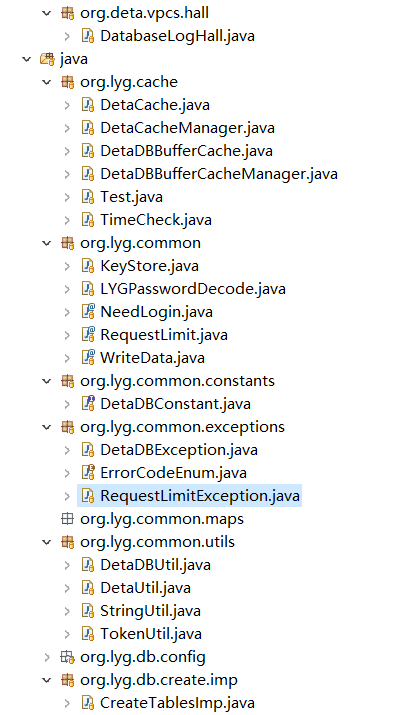 org.deta.vpcs.hall
DatabaseLogHall.java
java
org.lyg.cache
DetaCache.java
DetaCacheManager.java
DetaDBBufferCache.java
DetaDBBufferCacheManager.java
Test.java
TimeCheck.java
org.lyg.common
KeyStore.java
LYGPasswordDecode.java
NeedLogin.java
RequestLimit.java
WriteData.java
org.lyg.common.constants
DetaDBConstant.java
org.lyg.common.exceptions
DetaDBException.java
ErrorCodeEnum.java
RequestLimitException.java
org.lyg.common.maps
org.lyg.common.utils
DetaDBUtil.java
DetaUtil.java
StringUtil.java
TokenUtil.java
org.lyg.db.config
org.lyg.db.create.imp
CreateTablesImp.java